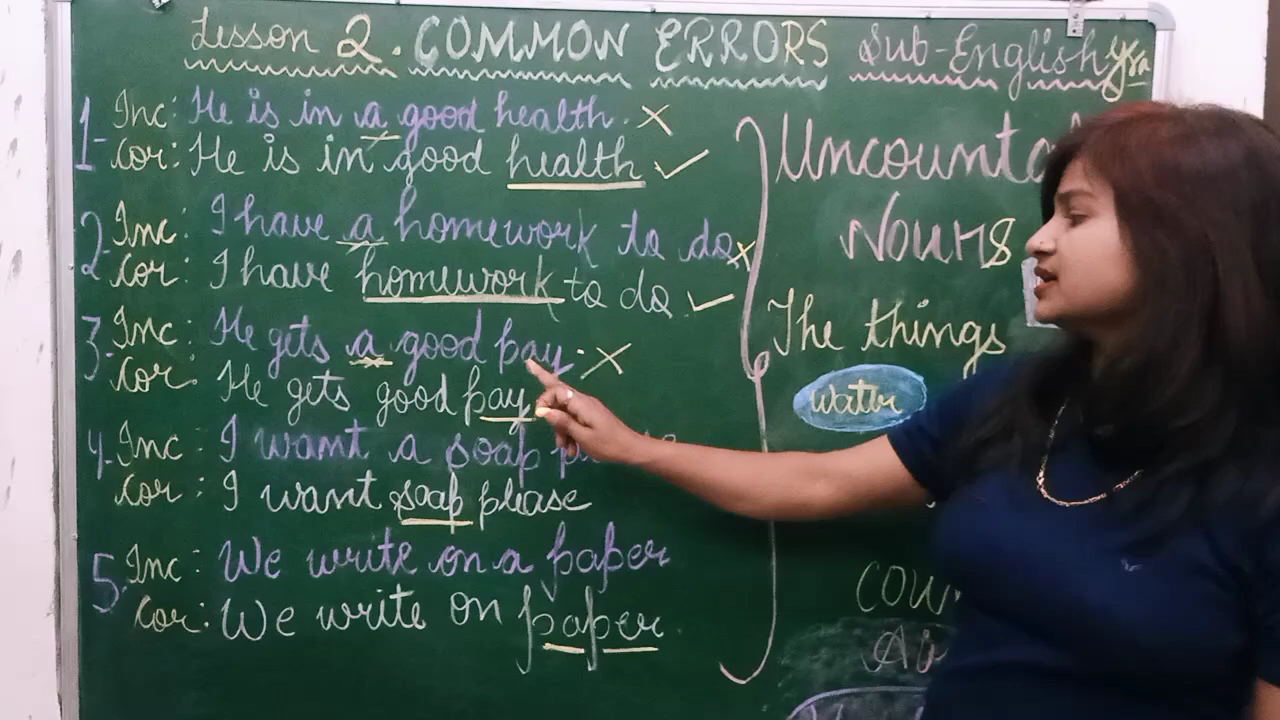 Lesson 2. COMMON ERRORS Sub-English
1- Inc: He is in a good health. ×
Cor: He is in good health ✓
2- Inc: I have a homework to do ×
Cor: I have homework to do. ✓
3- Inc: He gets a good pay. ×
Cor. He gets good pay
4. Inc: I want a soap
Cor: I want soap please
5. Inc: We write on a paper
Cor: We write on paper.
Nouns
The things
water